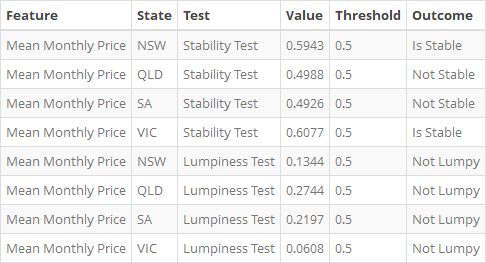 Feature State Test Value Threshold Outcome
Mean Monthly Price NSW Stability Test 0.5943 0.5 Is Stable
Mean Monthly Price QLD Stability Test 0.4988 0.5 Not Stable
Mean Monthly Price SA Stability Test 0.4926 0.5 Not Stable
Mean Monthly Price VIC Stability Test 0.6077 0.5 Is Stable
Mean Monthly Price NSW Lumpiness Test 0.1344 0.5 Not Lumpy
Mean Monthly Price QLD Lumpiness Test 0.2744 0.5 Not Lumpy
Mean Monthly Price SA Lumpiness Test 0.2197 0.5 Not Lumpy
Mean Monthly Price VIC Lumpiness Test 0.0608 0.5 Not Lumpy